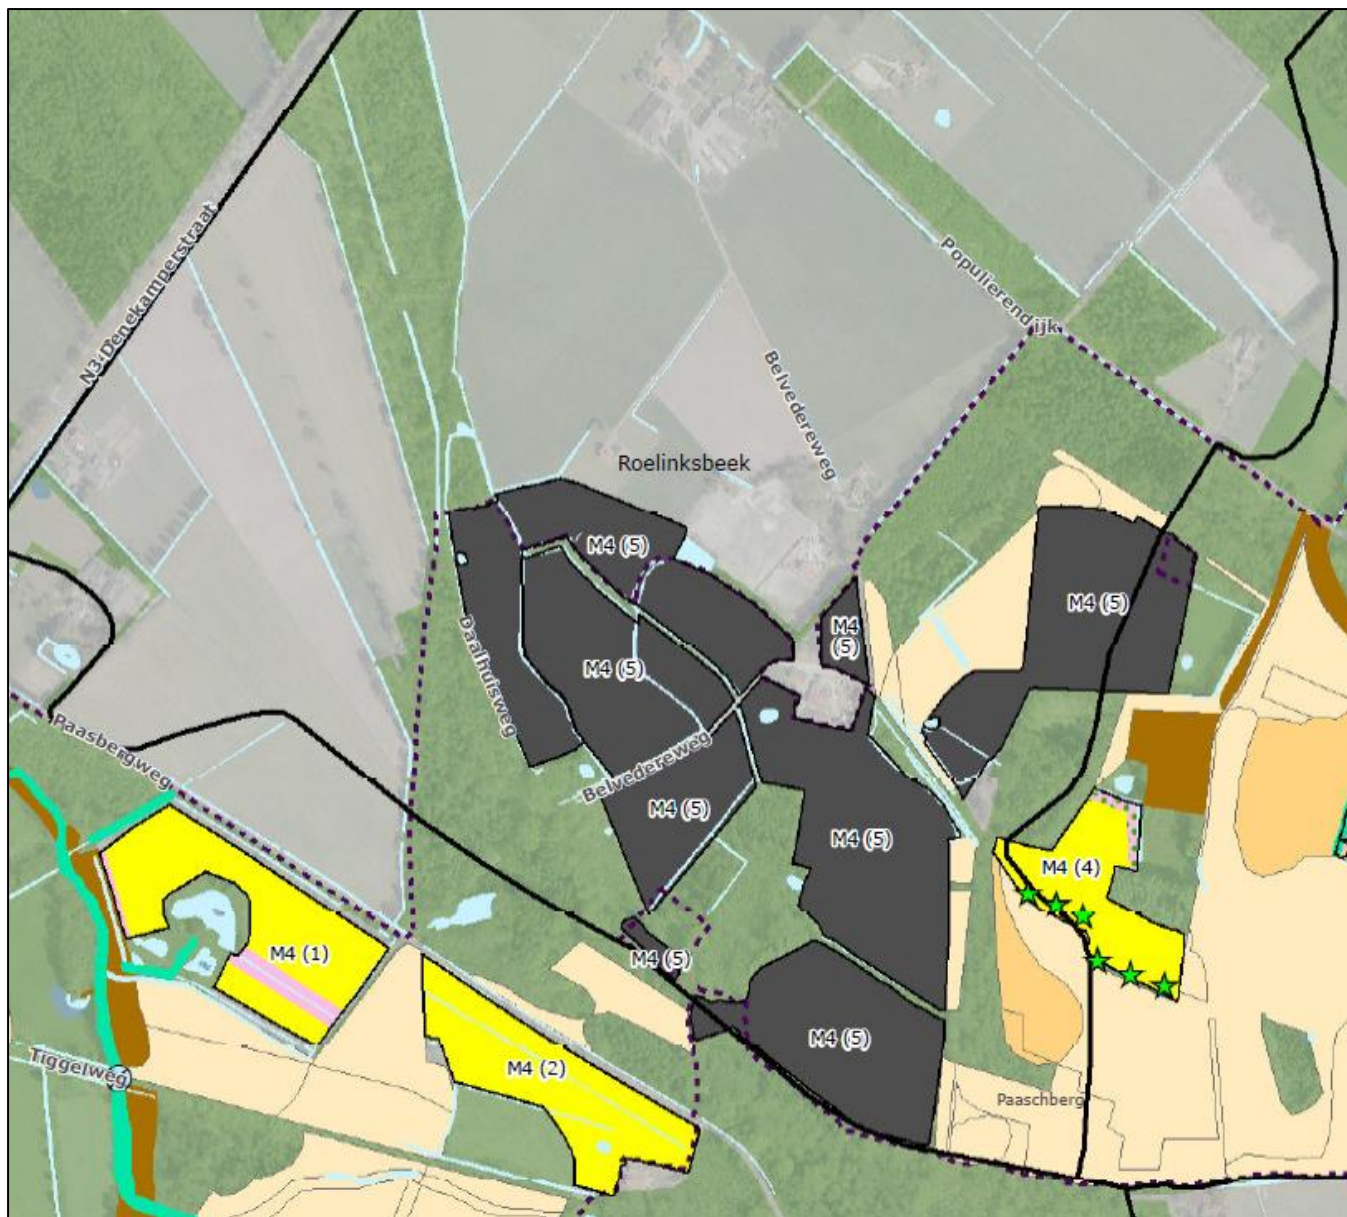 N3 Denekamperstraat
Populierendijk
Belvedereweg
Roelinksbeek
M4 (5)
M4 (5)
M4
(5)
Daalhuisweg
M4 (5)
Paasbergweg
Belvedereweg
M4 (5)
M4 (5)
M4 (4)
M4 (1)
M4 (5)
M4 (5)
Tiggelweg
M4 (2)
Paaschberg